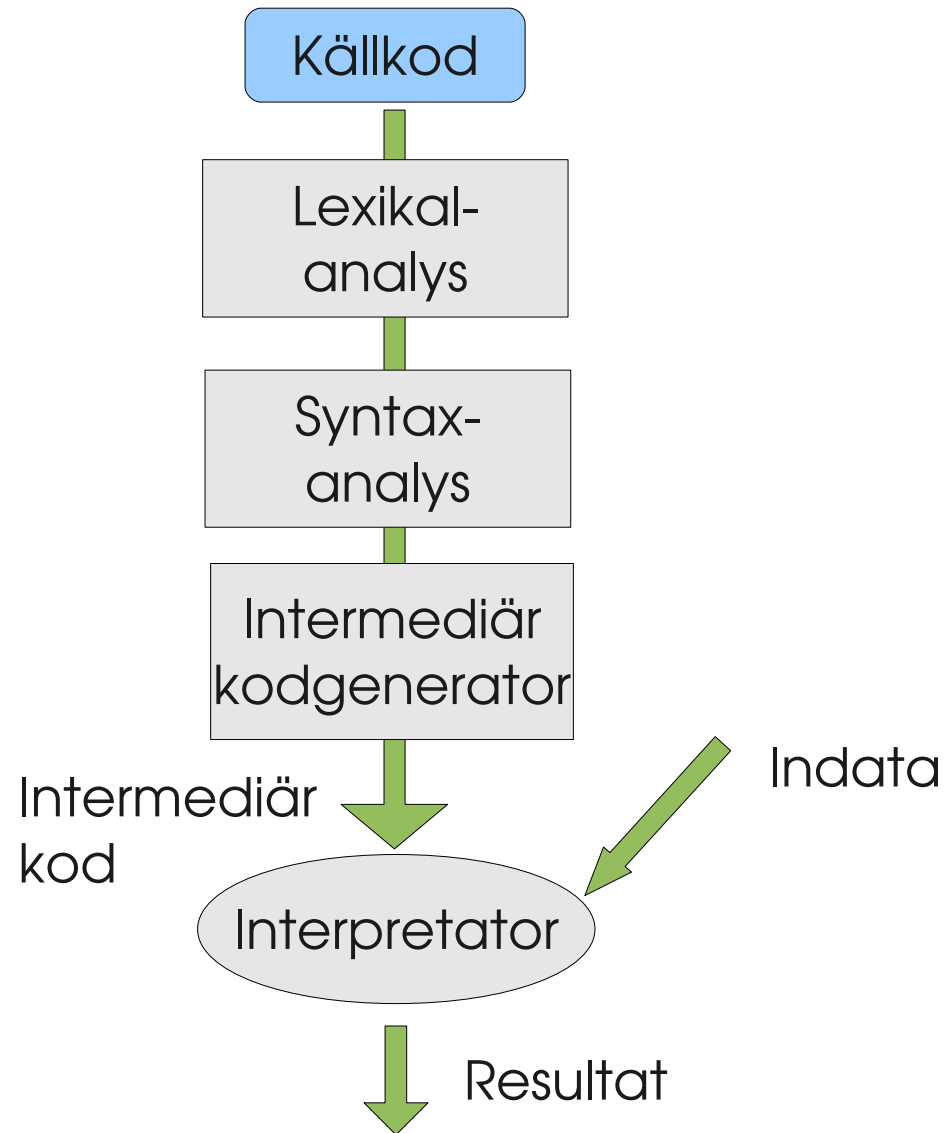 Källkod
Lexikal-
analys
Syntax-
analys
Intermediär
kodgenerator
Indata
Intermediär
kod
Interpretator
Resultat